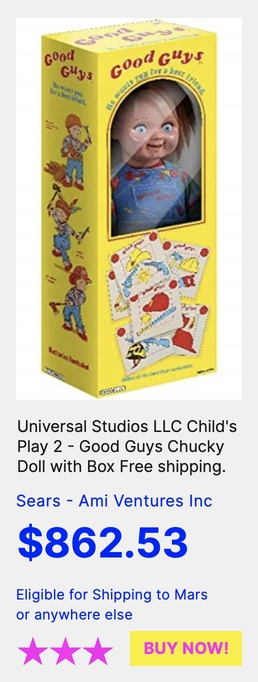 Good Guys
Good Guys
He wants you for a best friend.
Universal Studios LLC Child's
Play 2 - Good Guys Chucky
Doll with Box Free shipping.
Sears - Ami Ventures Inc
$862.53
Eligible for Shipping to Mars
or anywhere else
BUY NOW!